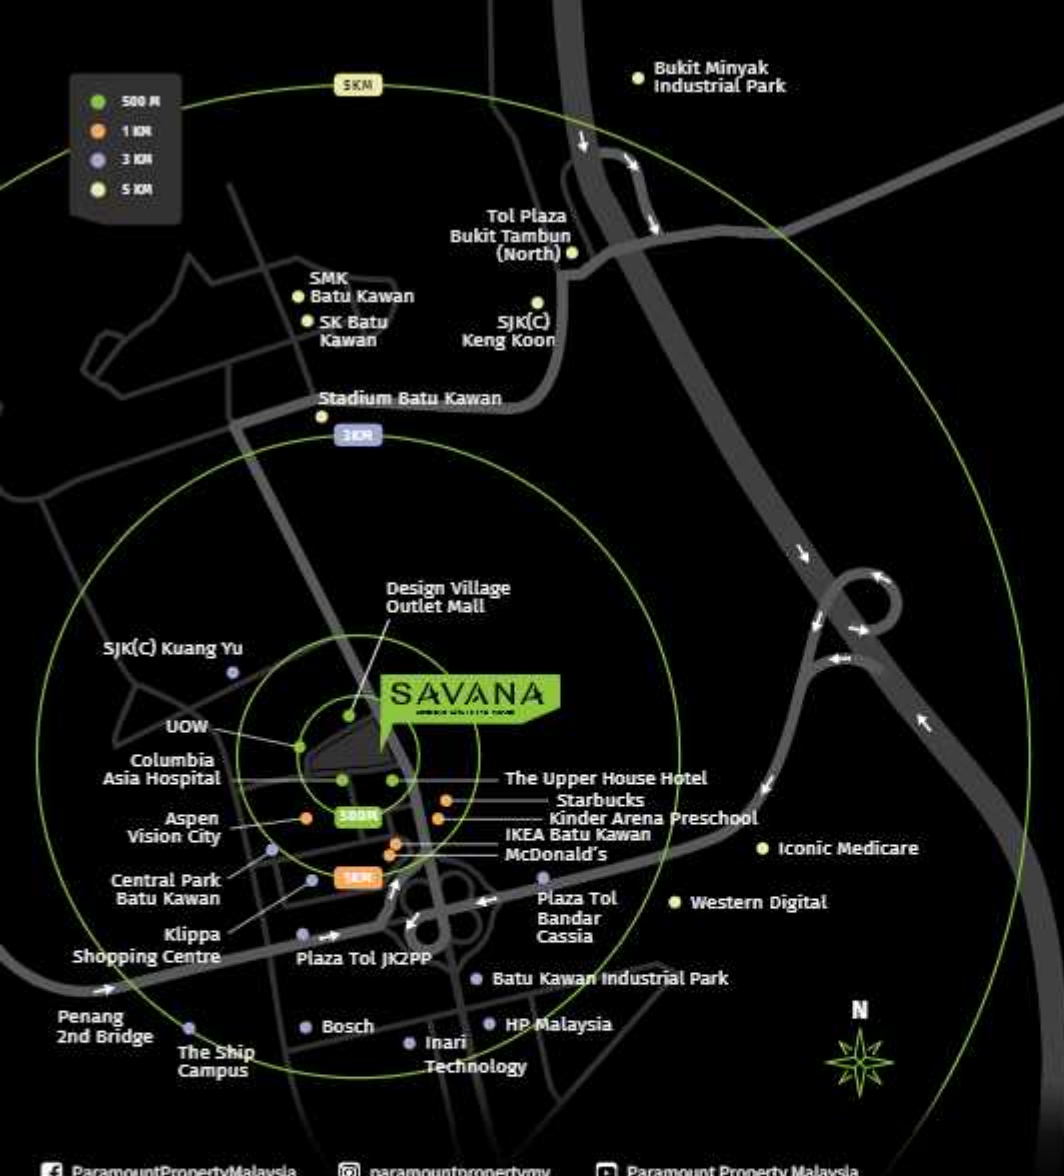 5KM
Bukit Minyak
Industrial Park
500 M
1 KM
3 KM
5 KM
Tol Plaza
Bukit Tambun
(North)
SMK
Batu Kawan
SK Batu
Kawan
SJK(C)
Keng Koon
Stadium Batu Kawan
3KM
Design Village
Outlet Mall
SJK(C) Kuang Yu
SAVANA
UOW
Columbia
Asia Hospital
The Upper House Hotel
Starbucks
Kinder Arena Preschool
Aspen
Vision City
500M
IKEA Batu Kawan
McDonald's
Iconic Medicare
1KM
Central Park
Batu Kawan
Plaza Tol
Bandar
Cassia
Western Digital
Klippa
Shopping Centre
Plaza Tol JK2PP
Batu Kawan Industrial Park
Penang
2nd Bridge
N
The Ship
Campus
Bosch
HP Malaysia
Inari
Technology
ParamountPropertyMalaysia
paramountpropertymy
Paramount Property Malaysia